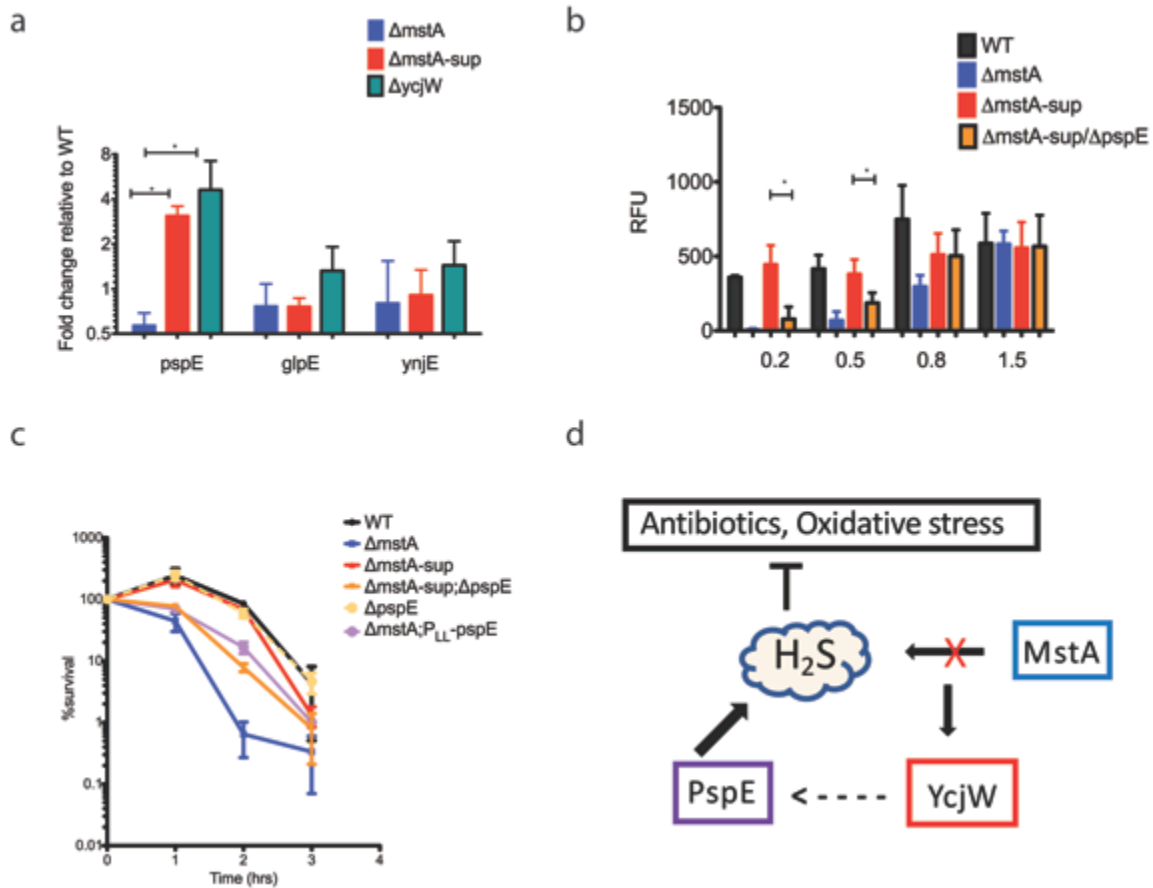 a
ΔmstA
ΔmstA-sup
ΔycjW
Fold change relative to WT
8
4
2
1
0.5
pspE glpE ynjE
b
WT
ΔmstA
ΔmstA-sup
ΔmstA-sup/ΔpspE
RFU
1500
1000
500
0
0.2 0.5 0.8 1.5
c
WT
ΔmstA
ΔmstA-sup
ΔmstA-sup;ΔpspE
ΔpspE
ΔmstA;PLL-pspE
%survival
1000
100
10
1
0.1
0.01
0 1 2 3 4
Time (hrs)
d
Antibiotics, Oxidative stress
H2S
X
MstA
PspE
YcjW